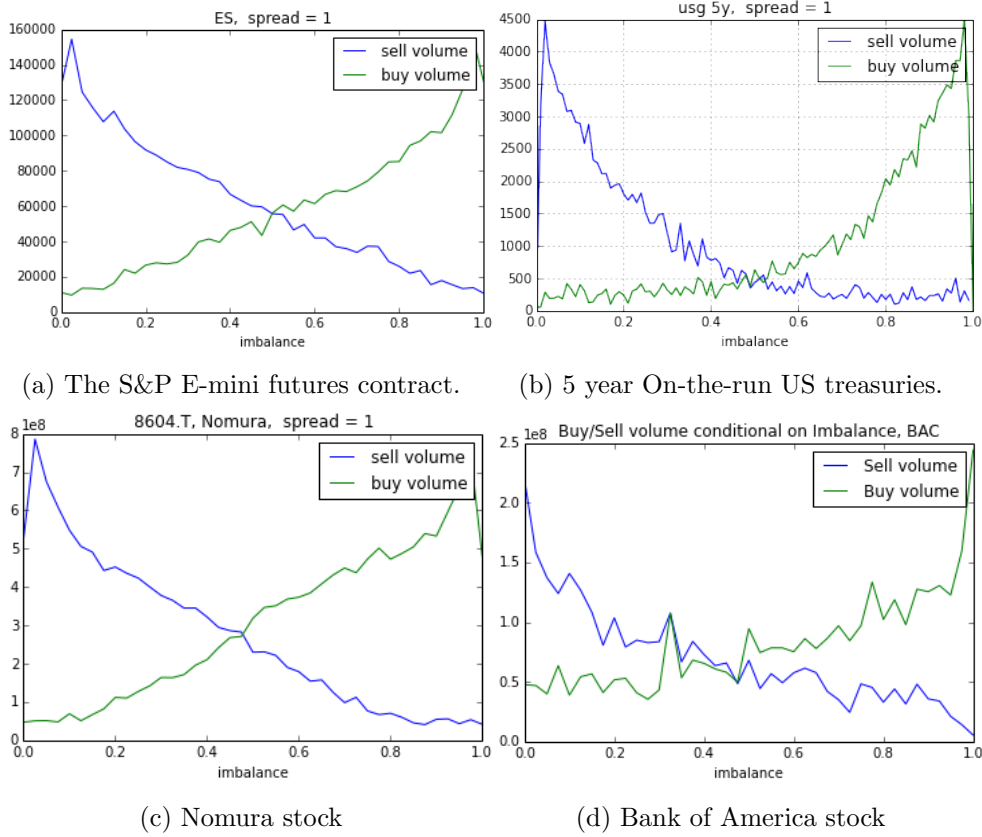 ES, spread = 1
160000
140000
120000
100000
80000
60000
40000
20000
0
sell volume
buy volume
0.0 0.2 0.4 0.6 0.8 1.0
imbalance
(a) The S&P E-mini futures contract.
usg 5y, spread = 1
4500
4000
3500
3000
2500
2000
1500
1000
500
0
sell volume
buy volume
0.0 0.2 0.4 0.6 0.8 1.0
imbalance
(b) 5 year On-the-run US treasuries.
1e8
8604.T, Nomura, spread = 1
8
7
6
5
4
3
2
1
0
sell volume
buy volume
0.0 0.2 0.4 0.6 0.8 1.0
imbalance
(c) Nomura stock
1e8
Buy/Sell volume conditional on Imbalance, BAC
2.5
2.0
1.5
1.0
0.5
0.0
Sell volume
Buy volume
0.0 0.2 0.4 0.6 0.8 1.0
imbalance
(d) Bank of America stock